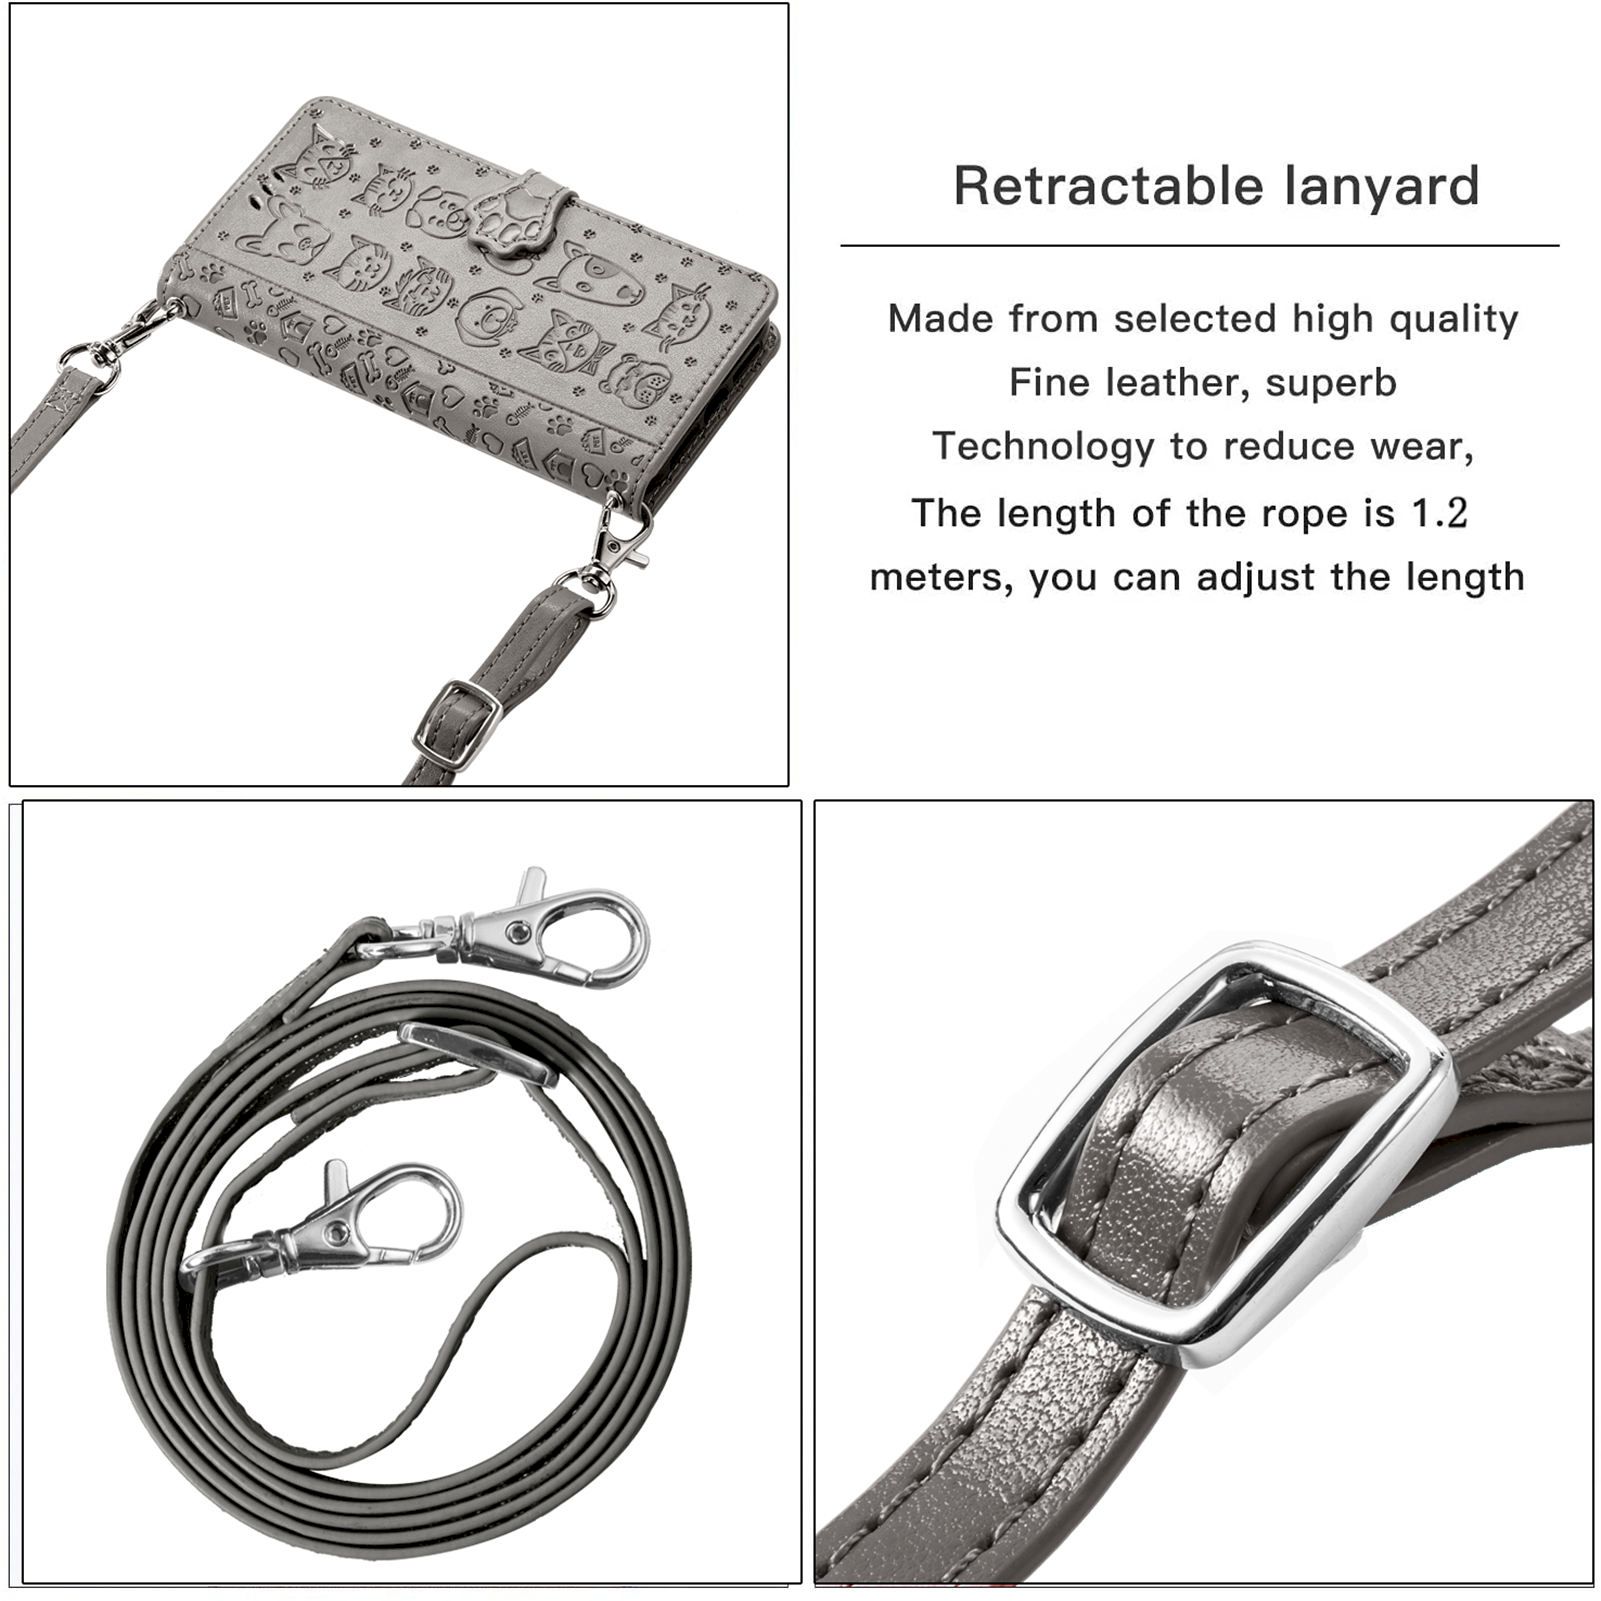 Retractable lanyard
Made from selected high quality
Fine leather, superb
Technology to reduce wear,
The length of the rope is 1.2
meters, you can adjust the length